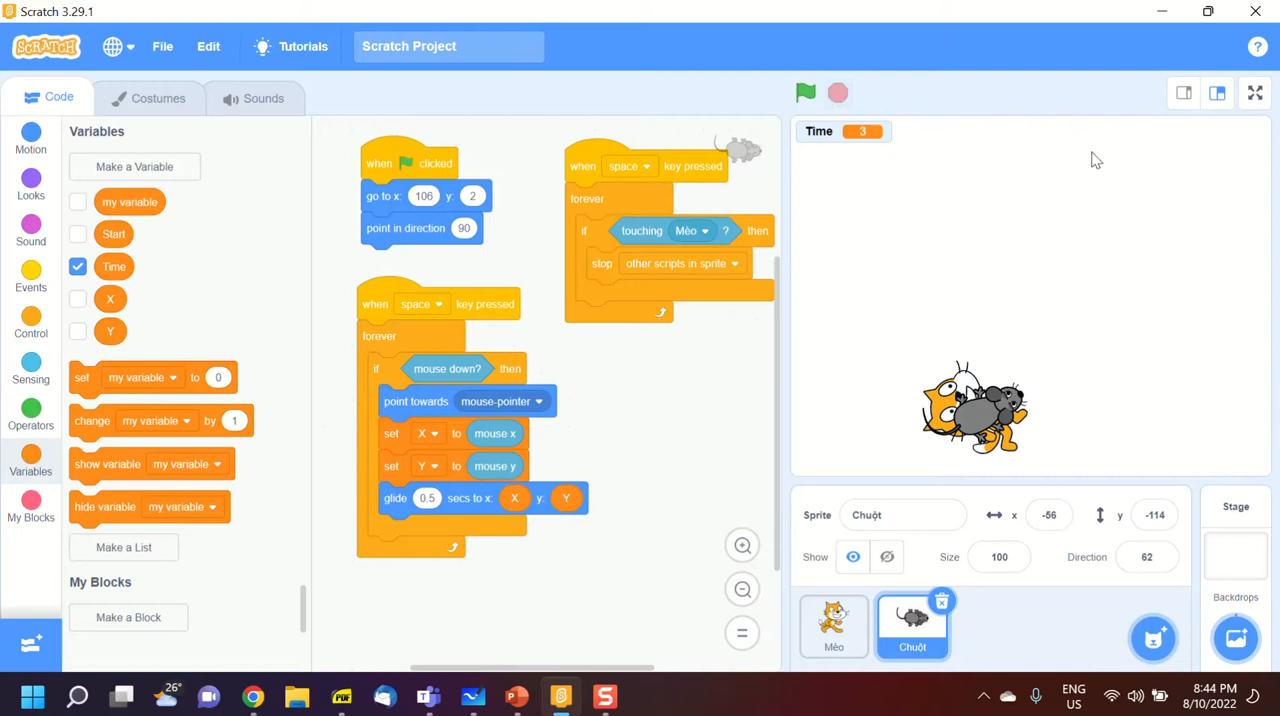 Scratch 3.29.1
SCRATCH
File
Edit
Tutorials
Scratch Project
?
Code
Costumes
Sounds
Motion
Looks
Sound
Events
Control
Sensing
Operators
Variables
My Blocks
Variables
Make a Variable
my variable
Start
Time
X
Y
set my variable to 0
change my variable by 1
show variable my variable
hide variable my variable
Make a List
My Blocks
Make a Block
when clicked
go to x: 106 y: 2
point in direction 90
when space key pressed
forever
if mouse down? then
point towards mouse-pointer
set X to mouse x
set Y to mouse y
glide 0.5 secs to x: X y: Y
when space key pressed
forever
if touching Mèo ? then
stop other scripts in sprite
Time 3
Sprite Chuột x -56 y -114
Show Size 100 Direction 62
Mèo
Chuột
Stage
Backdrops
26°
PDF
S
ENG
US
8:44 PM
8/10/2022